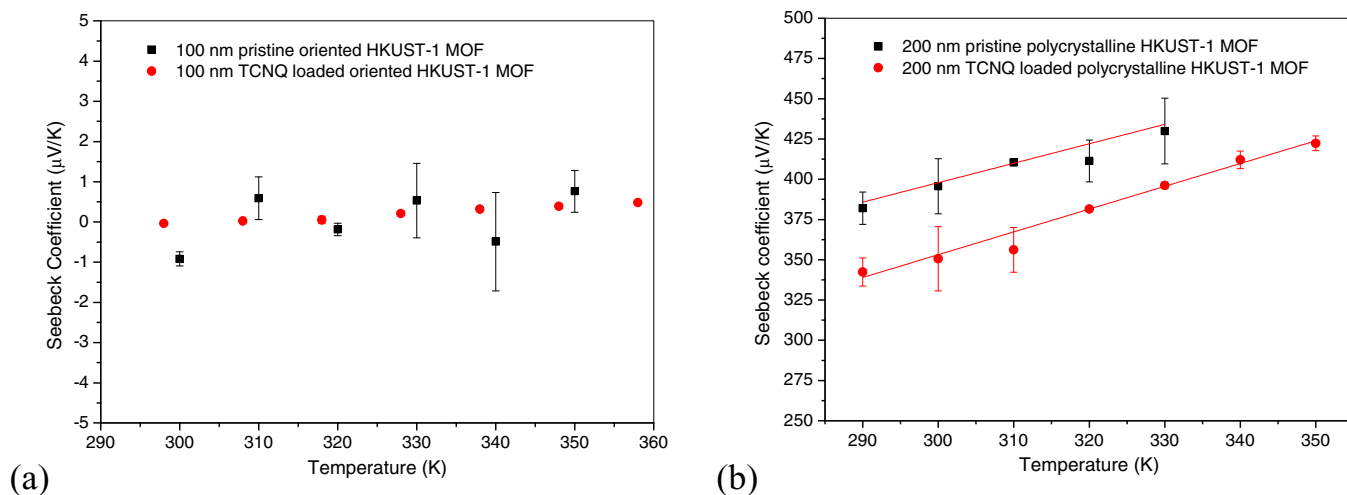 5
4
3
2
1
0
-1
-2
-3
-4
-5
Seebeck Coefficient (µV/K)
100 nm pristine oriented HKUST-1 MOF
100 nm TCNQ loaded oriented HKUST-1 MOF
290 300 310 320 330 340 350 360
Temperature (K)
(a)
500
475
450
425
400
375
350
325
300
275
250
Seebeck coefficient (µV/K)
200 nm pristine polycrystalline HKUST-1 MOF
200 nm TCNQ loaded polycrystalline HKUST-1 MOF
290 300 310 320 330 340 350
Temperature (K)
(b)